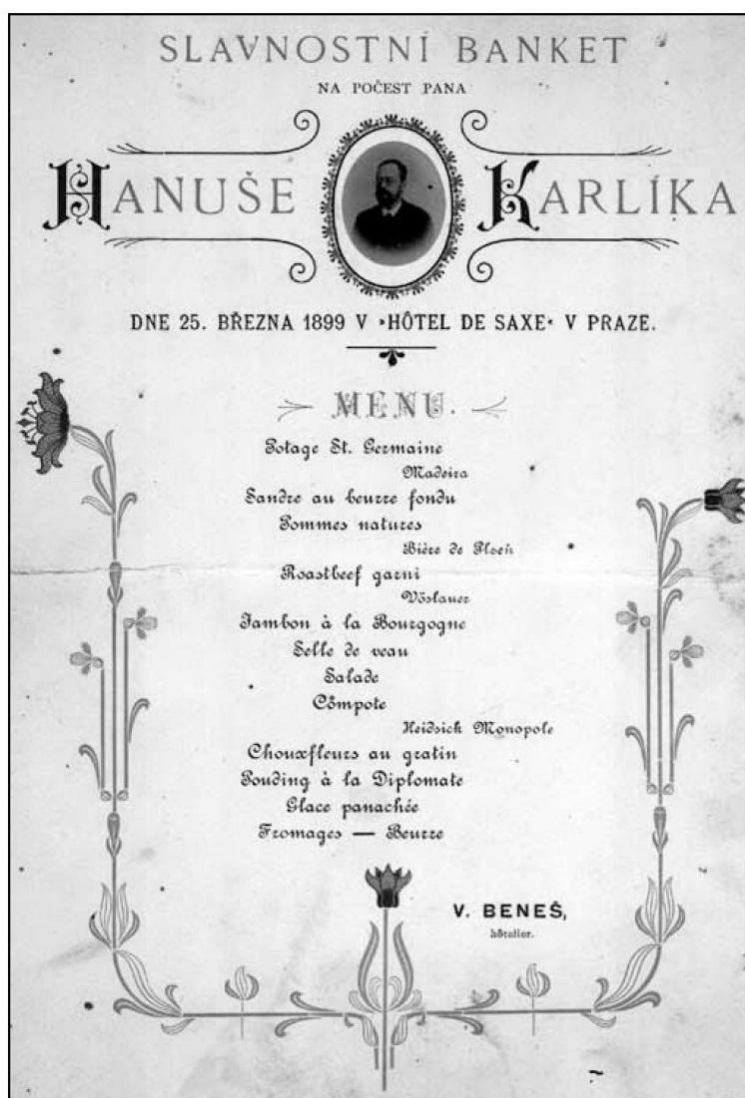 SLAVNOSTNÍ BANKET
NA POČEST PANA
HANUŠE KARLÍKA
DNE 25. BŘEZNA 1899 V »HÔTEL DE SAXE« V PRAZE.
MENU.
Potage St. Germaine
Madeira
Sandre au beurre fondu
Pommes natures
Bière de Plzeň
Roastbeef garni
Vöslauer
Jambon à la Bourgogne
Selle de veau
Salade
Cômpote
Heidsich Monopole
Chouxfleurs au gratin
Pouding à la Diplomate
Glace panachée
Fromages — Beurre
V. BENEŠ,
hôtelier.